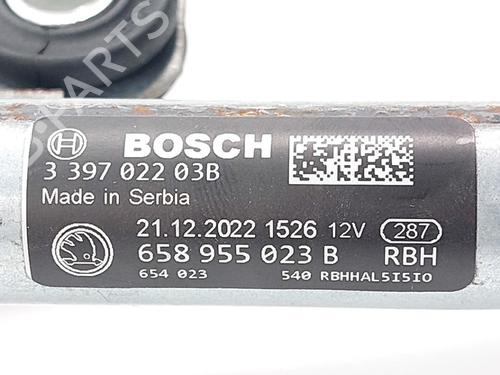 B-PARTS
BOSCH
3 397 022 03B
Made in Serbia
21.12.2022 1526 12V 287
658 955 023 B RBH
654 023 540 RBHHAL5I5IO